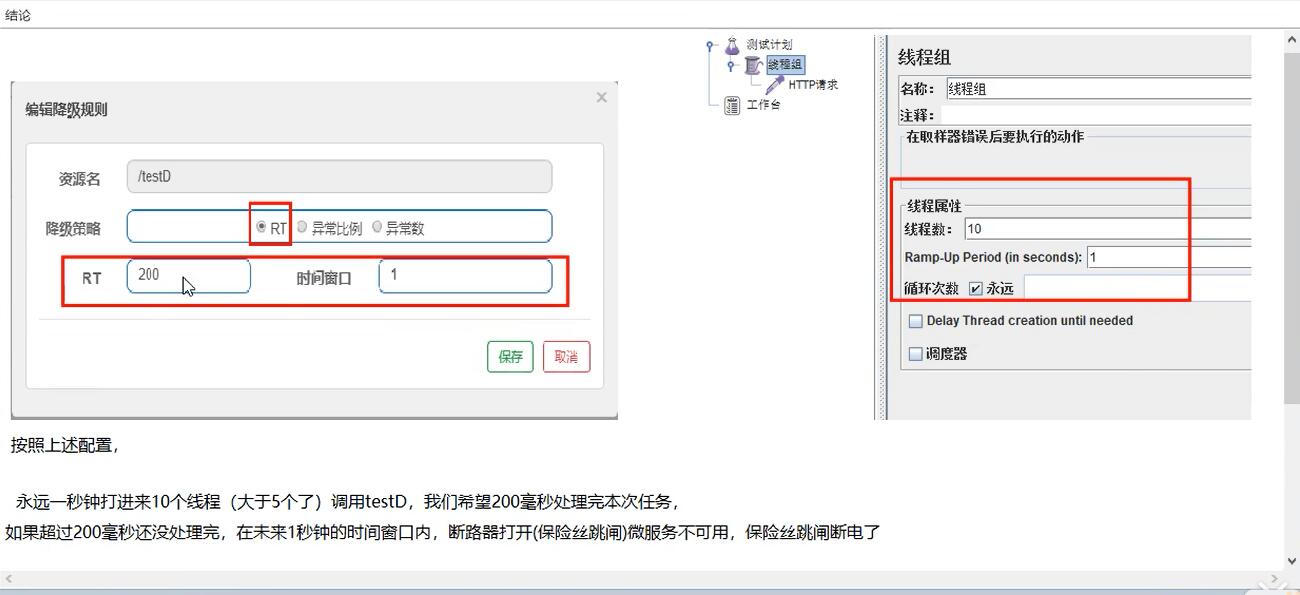 结论
编辑降级规则
资源名 /testD
降级策略 RT 异常比例 异常数
RT 200 时间窗口 1
保存 取消
测试计划
线程组
HTTP请求
工作台
线程组
名称： 线程组
注释：
在取样器错误后要执行的动作
线程属性
线程数： 10
Ramp-Up Period (in seconds): 1
循环次数 永远
Delay Thread creation until needed
调度器
按照上述配置，
永远一秒钟打进来10个线程（大于5个了）调用testD，我们希望200毫秒处理完本次任务，
如果超过200毫秒还没处理完，在未来1秒钟的时间窗口内，断路器打开(保险丝跳闸)微服务不可用，保险丝跳闸断电了